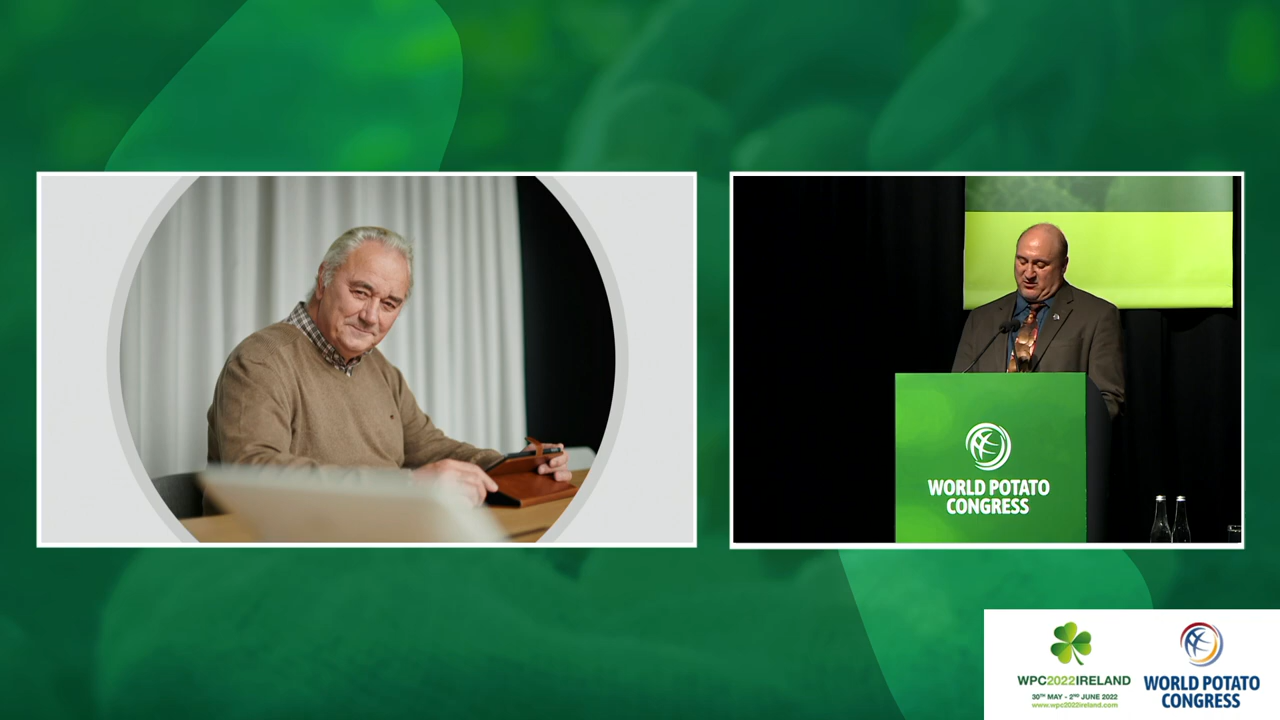 WORLD POTATO
CONGRESS
WPC2022IRELAND
30TH MAY - 2ND JUNE 2022
www.wpc2022ireland.com
WORLD POTATO
CONGRESS